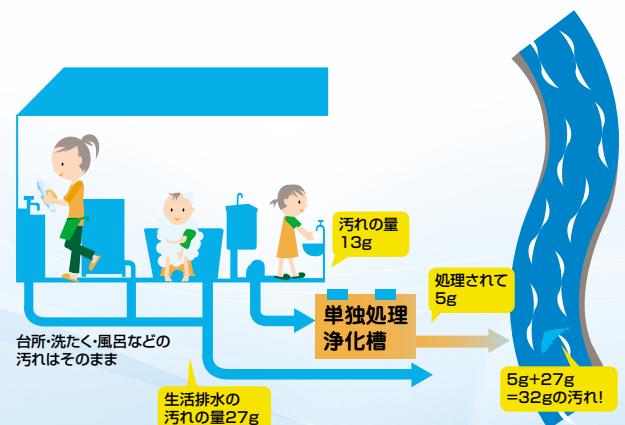 汚れの量
13g
処理されて
5g
単独処理
浄化槽
台所・洗たく・風呂などの
汚れはそのまま
生活排水の
汚れの量27g
5g+27g
=32gの汚れ!